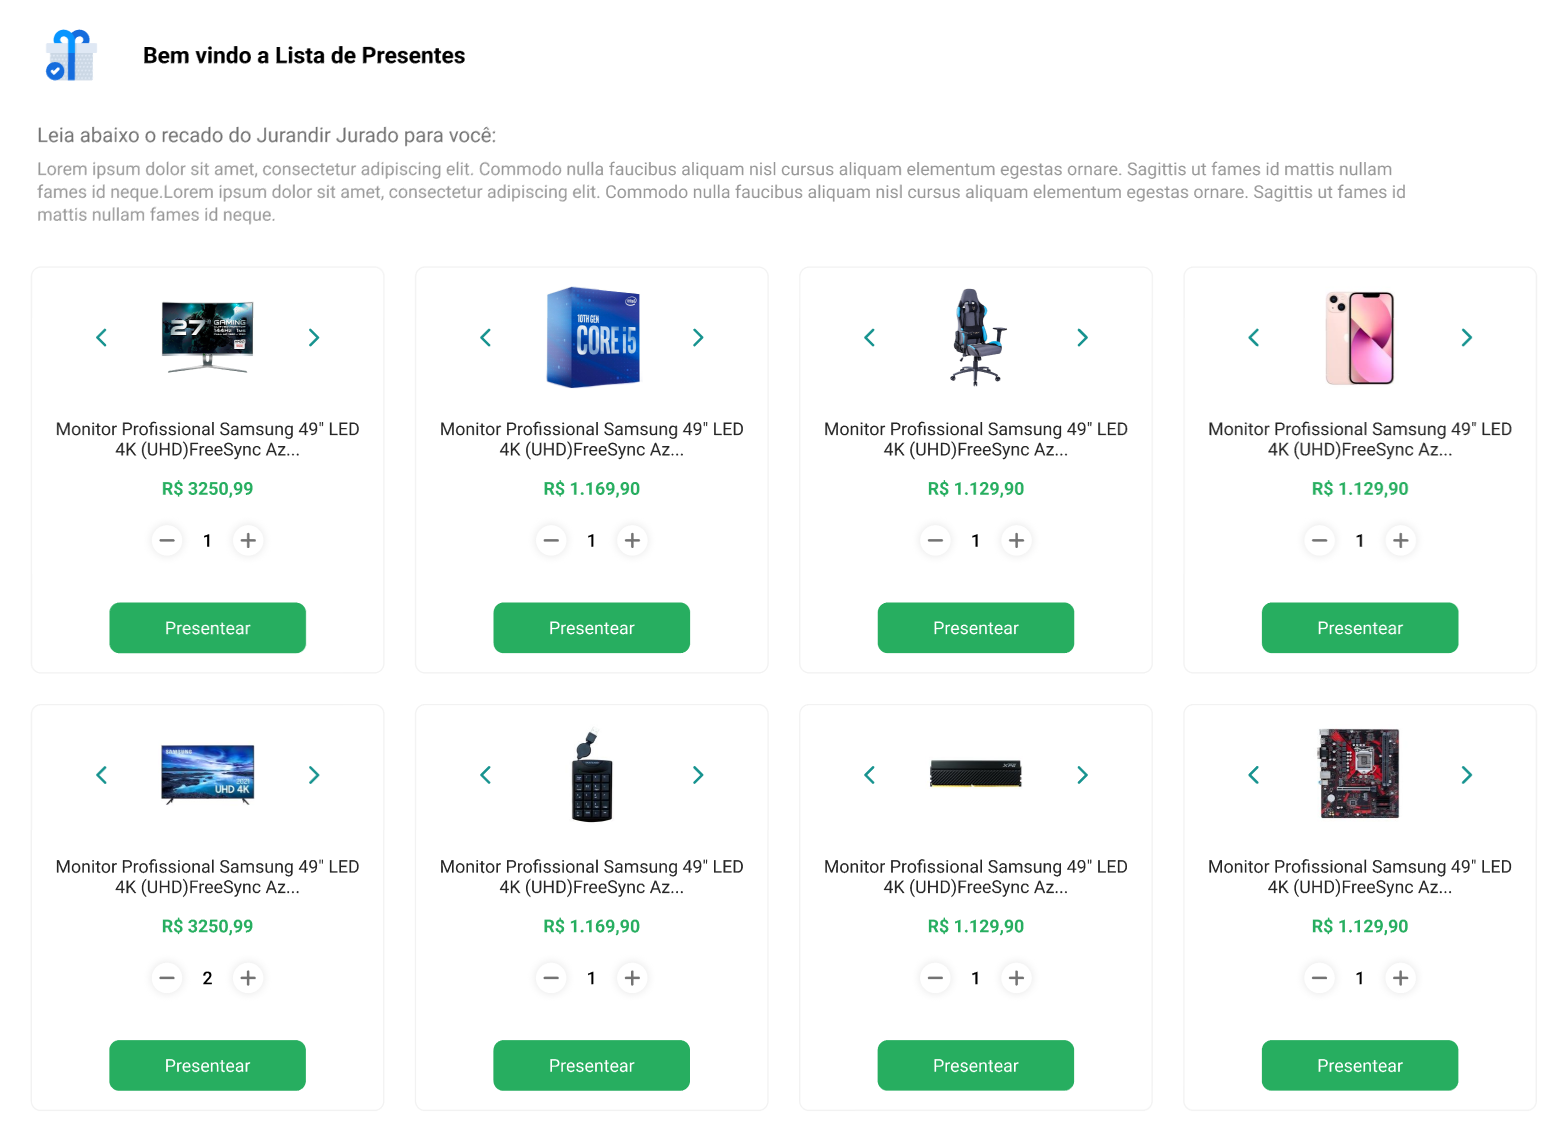 Bem vindo a Lista de Presentes
Leia abaixo o recado do Jurandir Jurado para você:
Lorem ipsum dolor sit amet, consectetur adipiscing elit. Commodo nulla faucibus aliquam nisl cursus aliquam elementum egestas ornare. Sagittis ut fames id mattis nullam
fames id neque.Lorem ipsum dolor sit amet, consectetur adipiscing elit. Commodo nulla faucibus aliquam nisl cursus aliquam elementum egestas ornare. Sagittis ut fames id
mattis nullam fames id neque.
27"
GAMING
144Hz 1ms
Monitor Profissional Samsung 49" LED
4K (UHD)FreeSync Az...
R$ 3250,99
1
Presentear
intel
10TH GEN
CORE i5
Monitor Profissional Samsung 49" LED
4K (UHD)FreeSync Az...
R$ 1.169,90
1
Presentear
Monitor Profissional Samsung 49" LED
4K (UHD)FreeSync Az...
R$ 1.129,90
1
Presentear
Monitor Profissional Samsung 49" LED
4K (UHD)FreeSync Az...
R$ 1.129,90
1
Presentear
SAMSUNG
2021
UHD 4K
Monitor Profissional Samsung 49" LED
4K (UHD)FreeSync Az...
R$ 3250,99
2
Presentear
Monitor Profissional Samsung 49" LED
4K (UHD)FreeSync Az...
R$ 1.169,90
1
Presentear
XPG
Monitor Profissional Samsung 49" LED
4K (UHD)FreeSync Az...
R$ 1.129,90
1
Presentear
Monitor Profissional Samsung 49" LED
4K (UHD)FreeSync Az...
R$ 1.129,90
1
Presentear